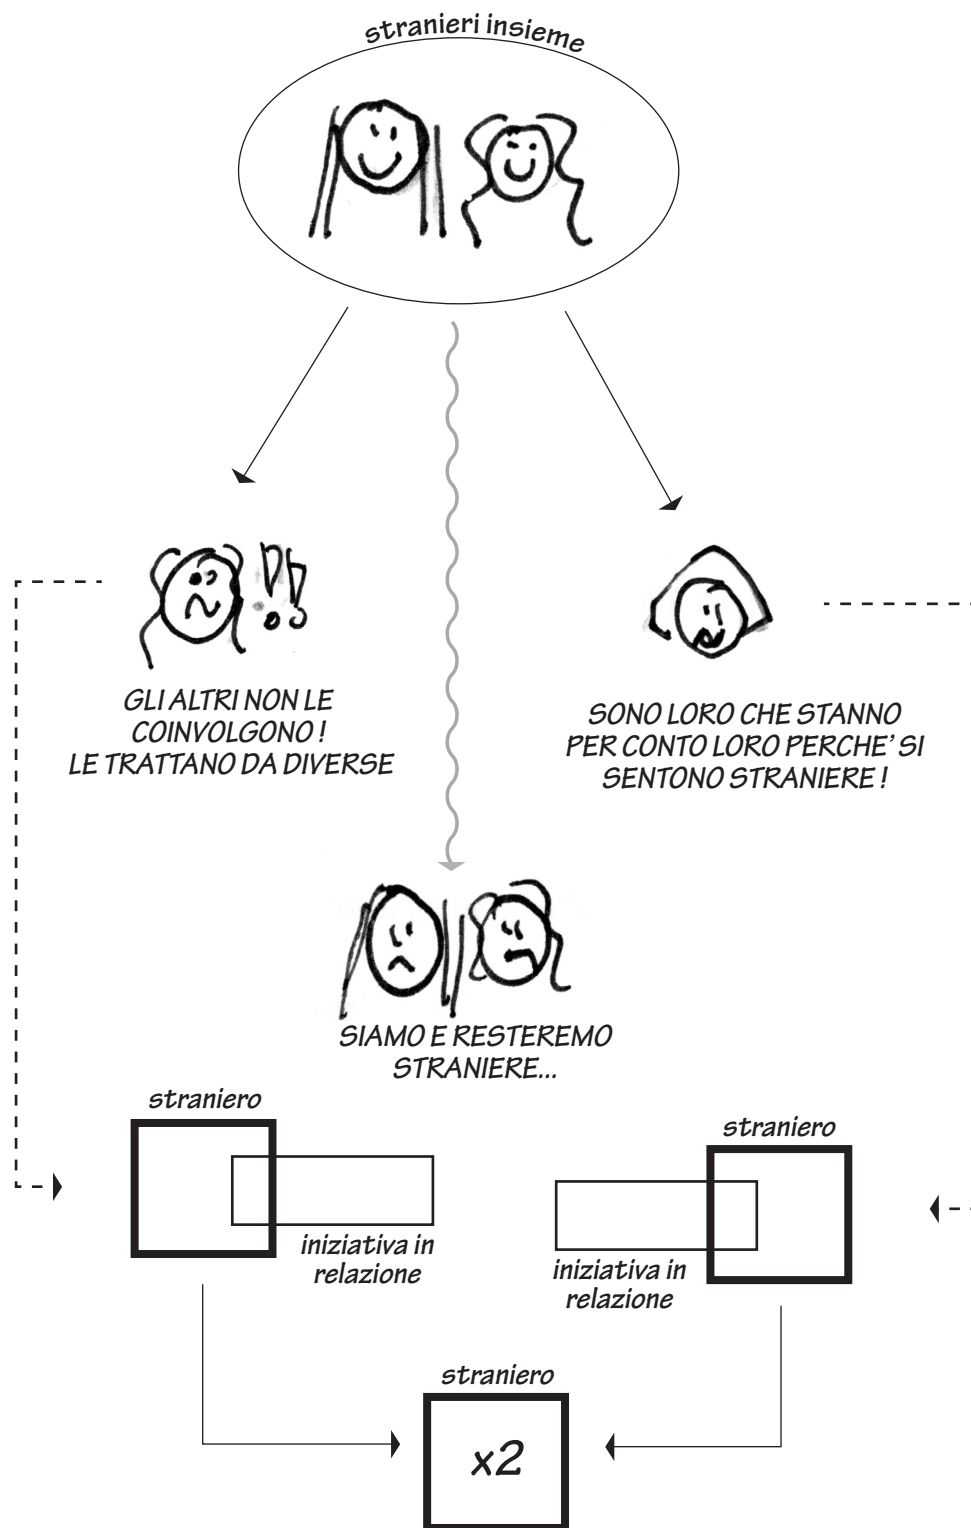 stranieri insieme
GLI ALTRI NON LE
COINVOLGONO !
LE TRATTANO DA DIVERSE
SONO LORO CHE STANNO
PER CONTO LORO PERCHE' SI
SENTONO STRANIERE !
SIAMO E RESTEREMO
STRANIERE...
straniero
iniziativa in
relazione
straniero
iniziativa in
relazione
straniero
x2